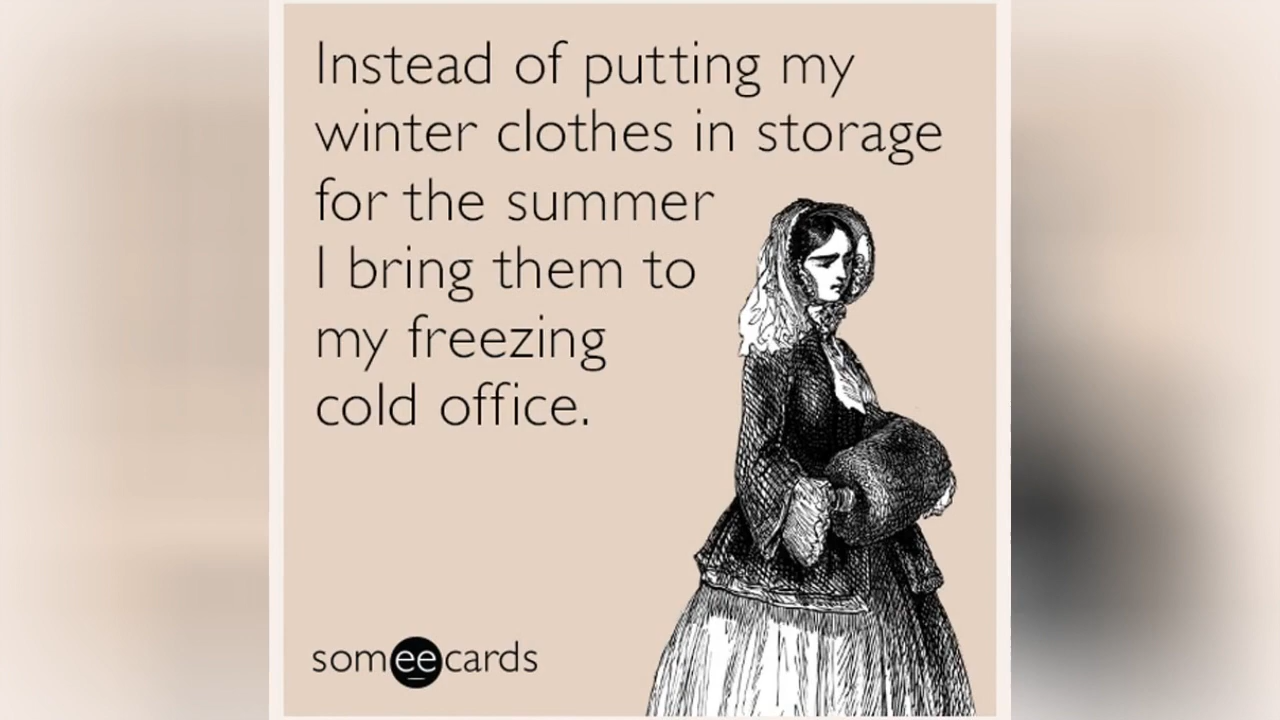 Instead of putting my
winter clothes in storage
for the summer
I bring them to
my freezing
cold office.
someecards